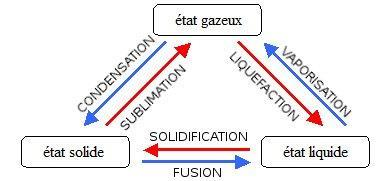 état gazeux
CONDENSATION
SUBLIMATION
LIQUEFACTION
VAPORISATION
SOLIDIFICATION
état solide
état liquide
FUSION